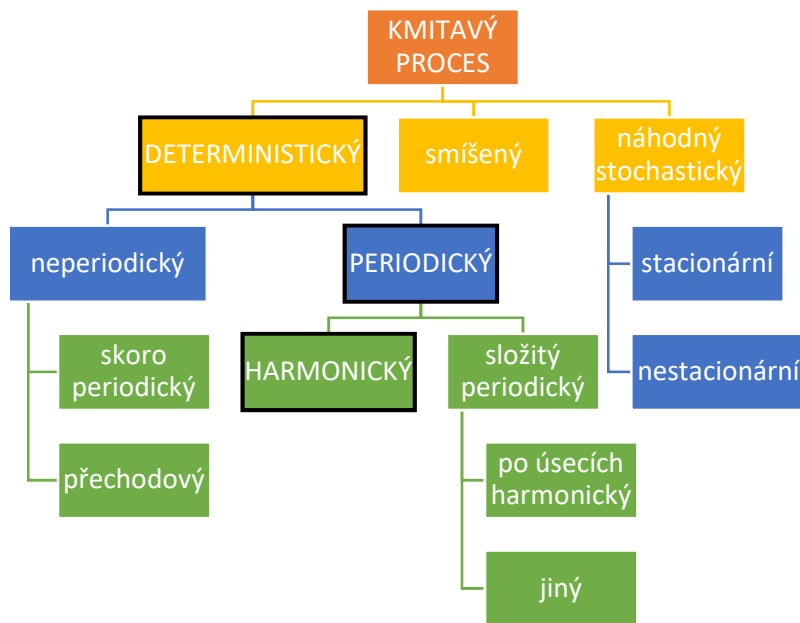 KMITAVÝ
PROCES
DETERMINISTICKÝ
smíšený
náhodný
stochastický
neperiodický
PERIODICKÝ
stacionární
skoro
periodický
HARMONICKÝ
složitý
periodický
nestacionární
přechodový
po úsecích
harmonický
jiný